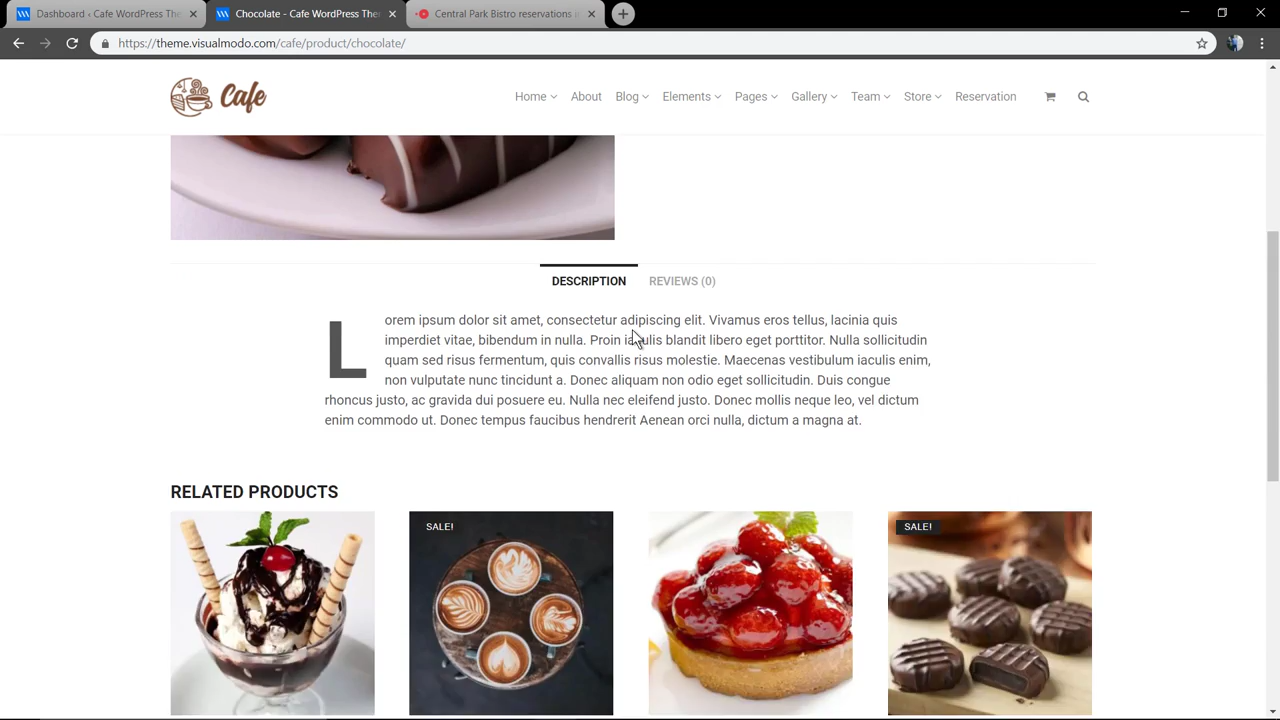 Dashboard ‹ Cafe WordPress The
Chocolate - Cafe WordPress Ther
Central Park Bistro reservations i
https://theme.visualmodo.com/cafe/product/chocolate/
Cafe
Home
About
Blog
Elements
Pages
Gallery
Team
Store
Reservation
DESCRIPTION
REVIEWS (0)
Lorem ipsum dolor sit amet, consectetur adipiscing elit. Vivamus eros tellus, lacinia quis
imperdiet vitae, bibendum in nulla. Proin iaculis blandit libero eget porttitor. Nulla sollicitudin
quam sed risus fermentum, quis convallis risus molestie. Maecenas vestibulum iaculis enim,
non vulputate nunc tincidunt a. Donec aliquam non odio eget sollicitudin. Duis congue
rhoncus justo, ac gravida dui posuere eu. Nulla nec eleifend justo. Donec mollis neque leo, vel dictum
enim commodo ut. Donec tempus faucibus hendrerit Aenean orci nulla, dictum a magna at.
RELATED PRODUCTS
SALE!
SALE!